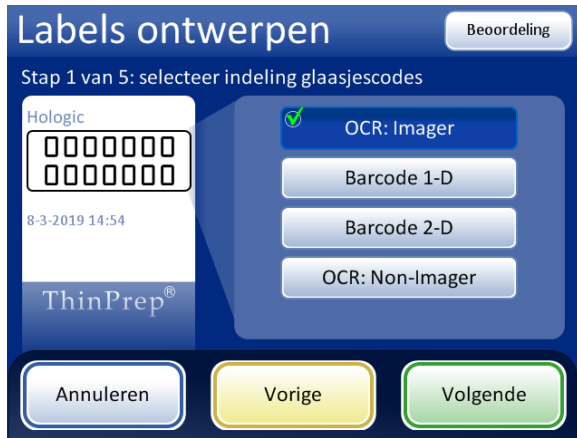 Labels ontwerpen
Beoordeling
Stap 1 van 5: selecteer indeling glaasjescodes
Hologic
0000000
0000000
8-3-2019 14:54
ThinPrep®
OCR: Imager
Barcode 1-D
Barcode 2-D
OCR: Non-Imager
Annuleren
Vorige
Volgende